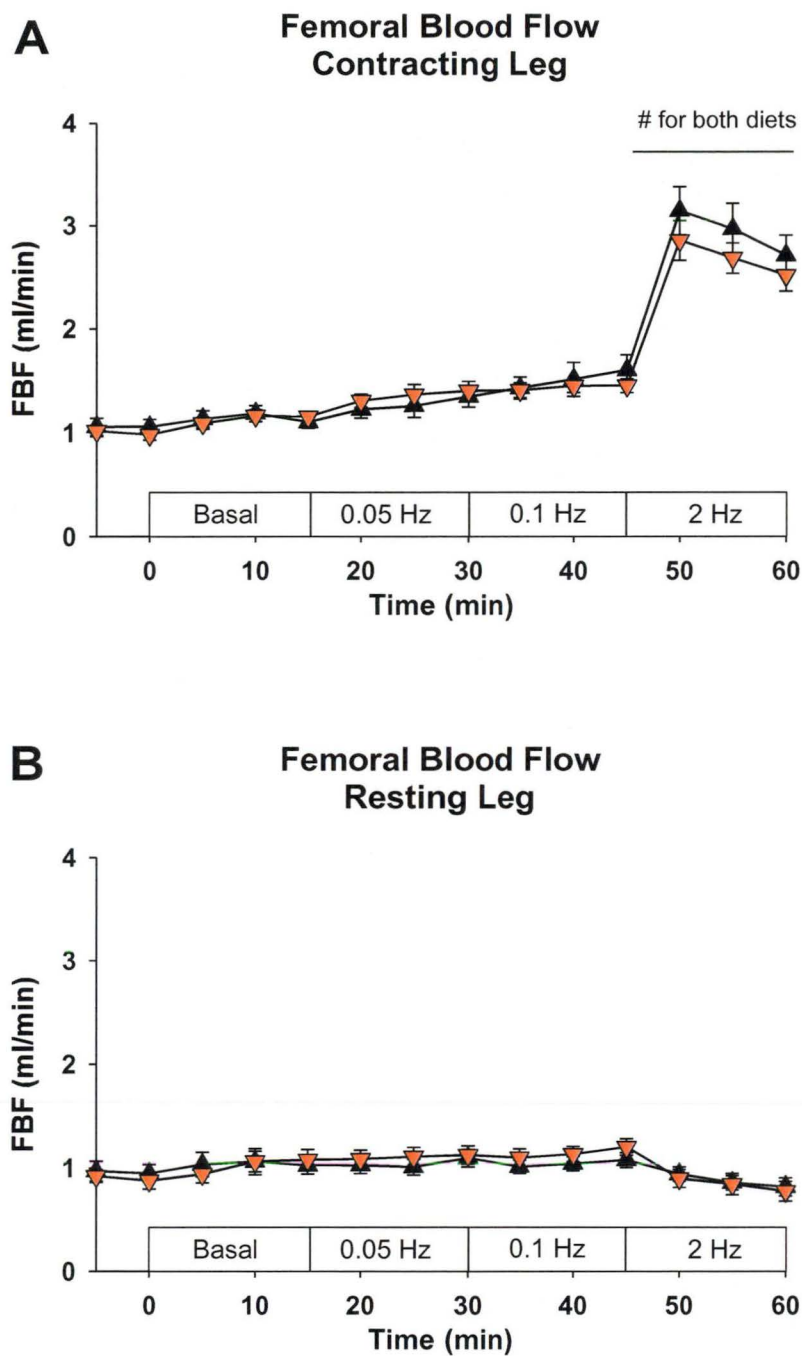 A
Femoral Blood Flow
Contracting Leg
# for both diets
4
3
2
1
0
FBF (ml/min)
Basal
0.05 Hz
0.1 Hz
2 Hz
0 10 20 30 40 50 60
Time (min)
B
Femoral Blood Flow
Resting Leg
4
3
2
1
0
FBF (ml/min)
Basal
0.05 Hz
0.1 Hz
2 Hz
0 10 20 30 40 50 60
Time (min)